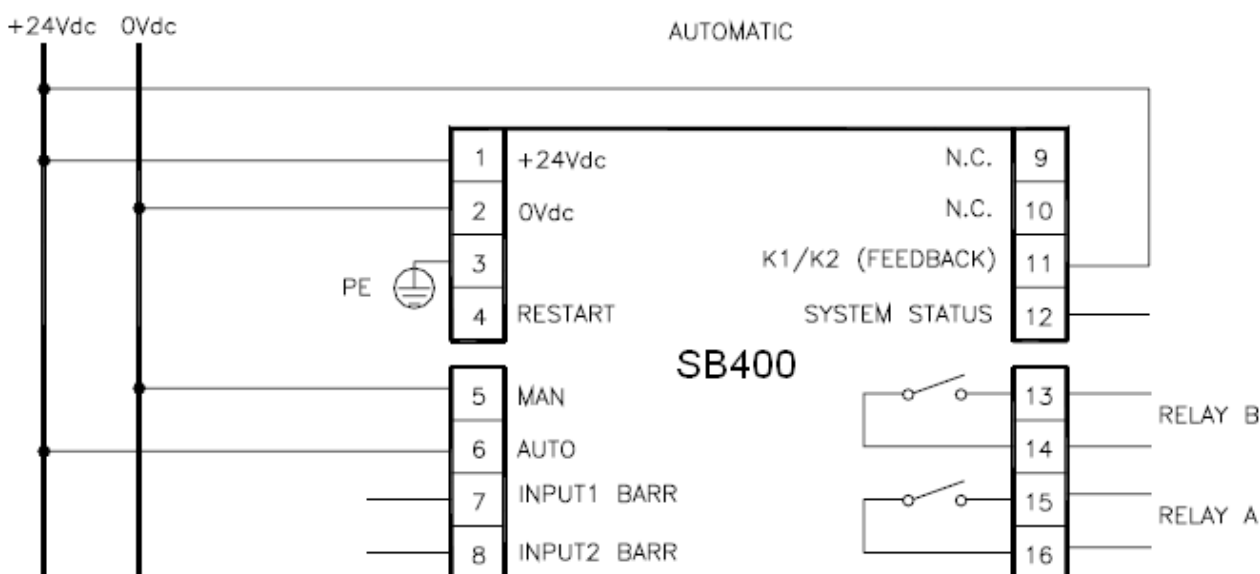 +24Vdc 0Vdc
AUTOMATIC
1 +24Vdc N.C. 9
2 0Vdc N.C. 10
PE 3 K1/K2 (FEEDBACK) 11
4 RESTART SYSTEM STATUS 12
SB400
5 MAN 13
RELAY B
6 AUTO 14
7 INPUT1 BARR 15
RELAY A
8 INPUT2 BARR 16